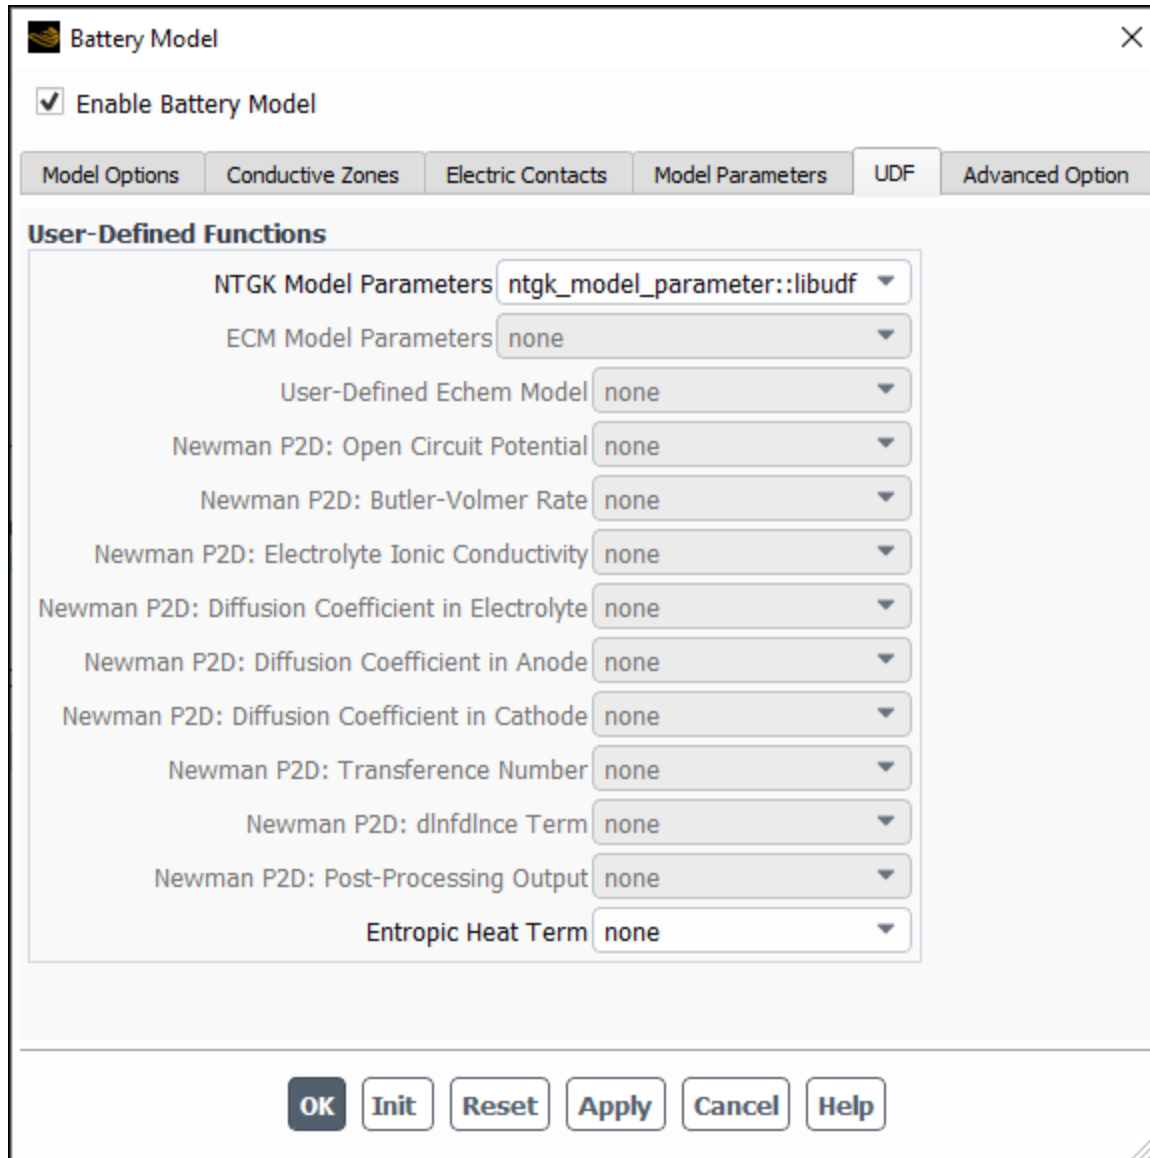 Battery Model
Enable Battery Model
Model Options Conductive Zones Electric Contacts Model Parameters UDF Advanced Option
User-Defined Functions
NTGK Model Parameters ntgk_model_parameter::libudf
ECM Model Parameters none
User-Defined Echem Model none
Newman P2D: Open Circuit Potential none
Newman P2D: Butler-Volmer Rate none
Newman P2D: Electrolyte Ionic Conductivity none
Newman P2D: Diffusion Coefficient in Electrolyte none
Newman P2D: Diffusion Coefficient in Anode none
Newman P2D: Diffusion Coefficient in Cathode none
Newman P2D: Transference Number none
Newman P2D: dlnfdlnce Term none
Newman P2D: Post-Processing Output none
Entropic Heat Term none
OK Init Reset Apply Cancel Help